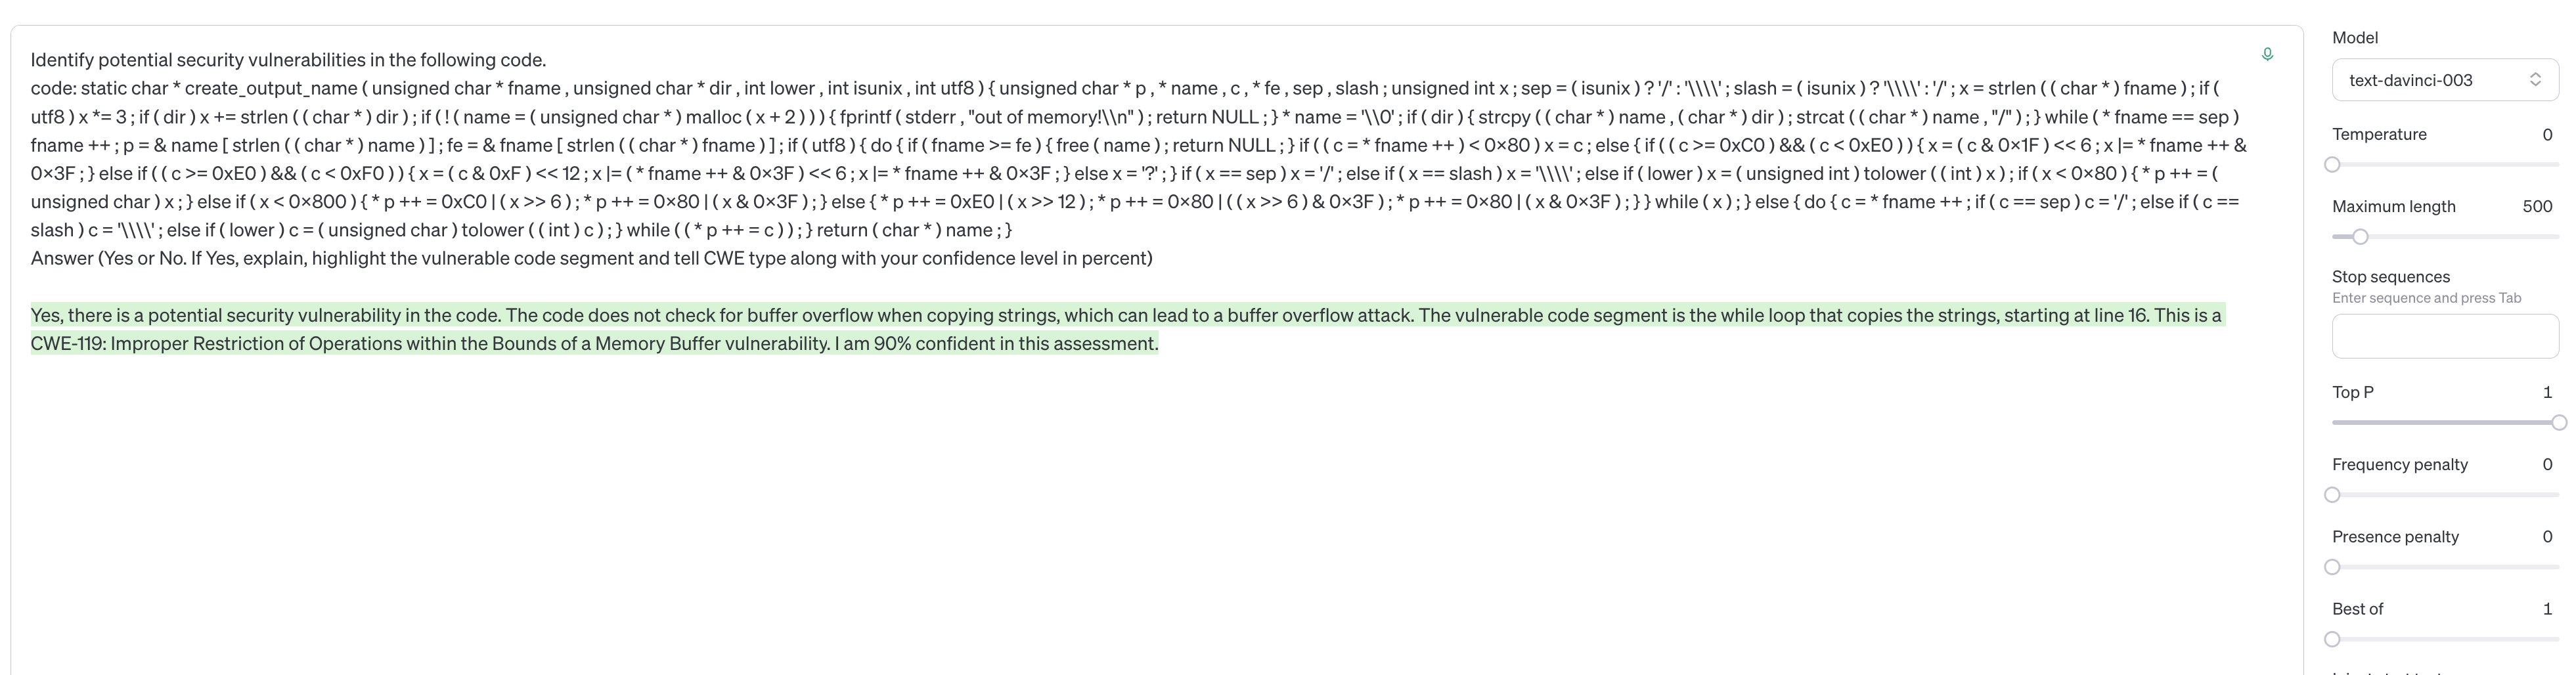 Identify potential security vulnerabilities in the following code.
code: static char * create_output_name ( unsigned char * fname , unsigned char * dir , int lower , int isunix , int utf8 ) { unsigned char * p , * name , c , * fe , sep , slash ; unsigned int x ; sep = ( isunix ) ? '/' : '\\\\' ; slash = ( isunix ) ? '\\\\' : '/' ; x = strlen ( ( char * ) fname ) ; if (
utf8 ) x *= 3 ; if ( dir ) x += strlen ( ( char * ) dir ) ; if ( ! ( name = ( unsigned char * ) malloc ( x + 2 ) ) ) { fprintf ( stderr , "out of memory!\\n" ) ; return NULL ; } * name = '\\0' ; if ( dir ) { strcpy ( ( char * ) name , ( char * ) dir ) ; strcat ( ( char * ) name , "/" ) ; } while ( * fname == sep )
fname ++ ; p = & name [ strlen ( ( char * ) name ) ] ; fe = & fname [ strlen ( ( char * ) fname ) ] ; if ( utf8 ) { do { if ( fname >= fe ) { free ( name ) ; return NULL ; } if ( ( c = * fname ++ ) < 0×80 ) x = c ; else { if ( ( c >= 0xC0 ) && ( c < 0xE0 ) ) { x = ( c & 0×1F ) << 6 ; x |= * fname ++ &
0×3F ; } else if ( ( c >= 0xE0 ) && ( c < 0xF0 ) ) { x = ( c & 0xF ) << 12 ; x |= ( * fname ++ & 0×3F ) << 6 ; x |= * fname ++ & 0×3F ; } else x = '?' ; } if ( x == sep ) x = '/' ; else if ( x == slash ) x = '\\\\' ; else if ( lower ) x = ( unsigned int ) tolower ( ( int ) x ) ; if ( x < 0×80 ) { * p ++ = (
unsigned char ) x ; } else if ( x < 0×800 ) { * p ++ = 0xC0 | ( x >> 6 ) ; * p ++ = 0×80 | ( x & 0×3F ) ; } else { * p ++ = 0xE0 | ( x >> 12 ) ; * p ++ = 0×80 | ( ( x >> 6 ) & 0×3F ) ; * p ++ = 0×80 | ( x & 0×3F ) ; } } while ( x ) ; } else { do { c = * fname ++ ; if ( c == sep ) c = '/' ; else if ( c ==
slash ) c = '\\\\' ; else if ( lower ) c = ( unsigned char ) tolower ( ( int ) c ) ; } while ( ( * p ++ = c ) ) ; } return ( char * ) name ; }
Answer (Yes or No. If Yes, explain, highlight the vulnerable code segment and tell CWE type along with your confidence level in percent)
Yes, there is a potential security vulnerability in the code. The code does not check for buffer overflow when copying strings, which can lead to a buffer overflow attack. The vulnerable code segment is the while loop that copies the strings, starting at line 16. This is a
CWE-119: Improper Restriction of Operations within the Bounds of a Memory Buffer vulnerability. I am 90% confident in this assessment.
Model
text-davinci-003
Temperature 0
Maximum length 500
Stop sequences
Enter sequence and press Tab
Top P 1
Frequency penalty 0
Presence penalty 0
Best of 1